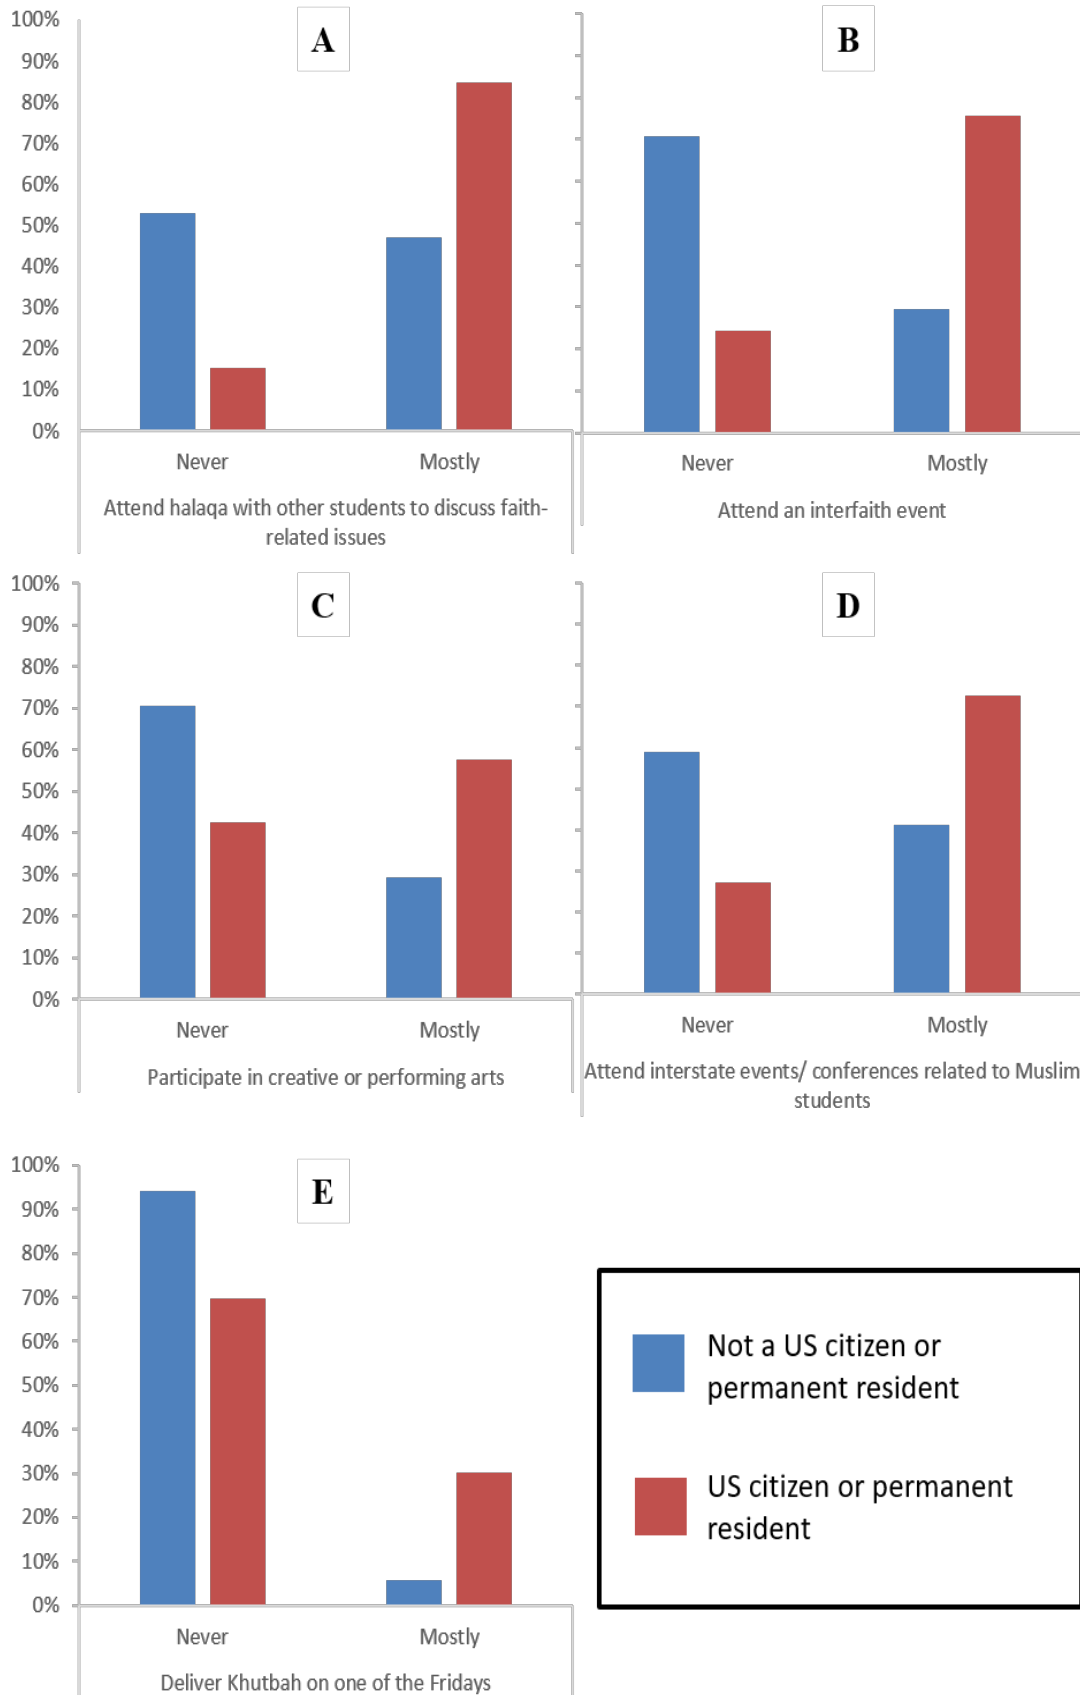 100%
90%
80%
70%
60%
50%
40%
30%
20%
10%
0%
A
Never
Mostly
Attend halaqa with other students to discuss faith-
related issues
B
Never
Mostly
Attend an interfaith event
100%
90%
80%
70%
60%
50%
40%
30%
20%
10%
0%
C
Never
Mostly
Participate in creative or performing arts
D
Never
Mostly
Attend interstate events/ conferences related to Muslim
students
100%
90%
80%
70%
60%
50%
40%
30%
20%
10%
0%
E
Never
Mostly
Deliver Khutbah on one of the Fridays
Not a US citizen or
permanent resident
US citizen or permanent
resident